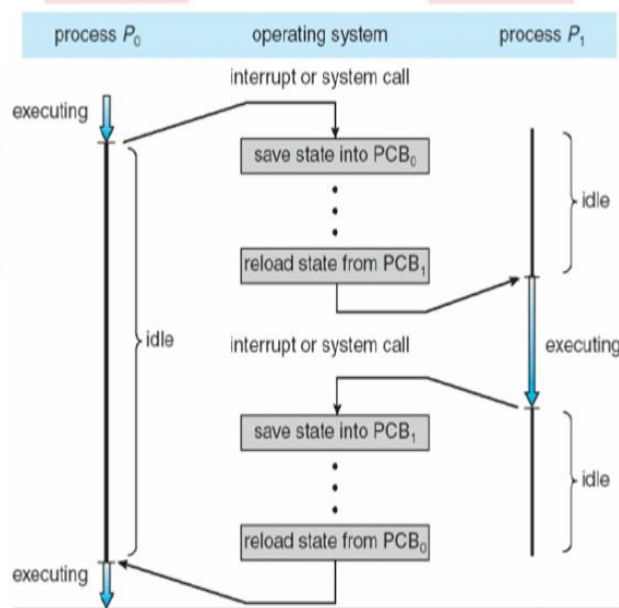 process P₀ operating system process P₁
interrupt or system call
executing
save state into PCB₀
idle
reload state from PCB₁
idle
interrupt or system call
executing
save state into PCB₁
idle
reload state from PCB₀
executing